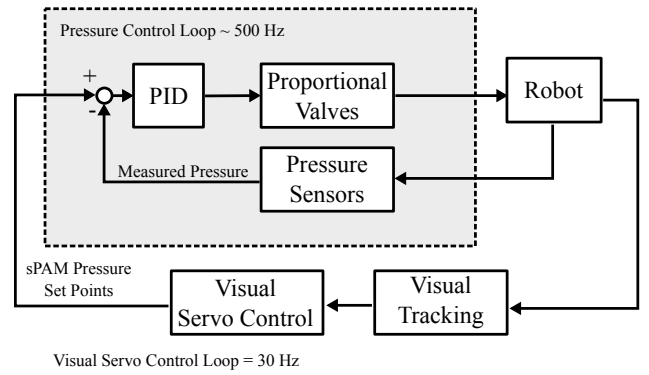 Pressure Control Loop ~ 500 Hz
+
-
PID
Proportional
Valves
Robot
Measured Pressure
Pressure
Sensors
sPAM Pressure
Set Points
Visual
Servo Control
Visual
Tracking
Visual Servo Control Loop = 30 Hz